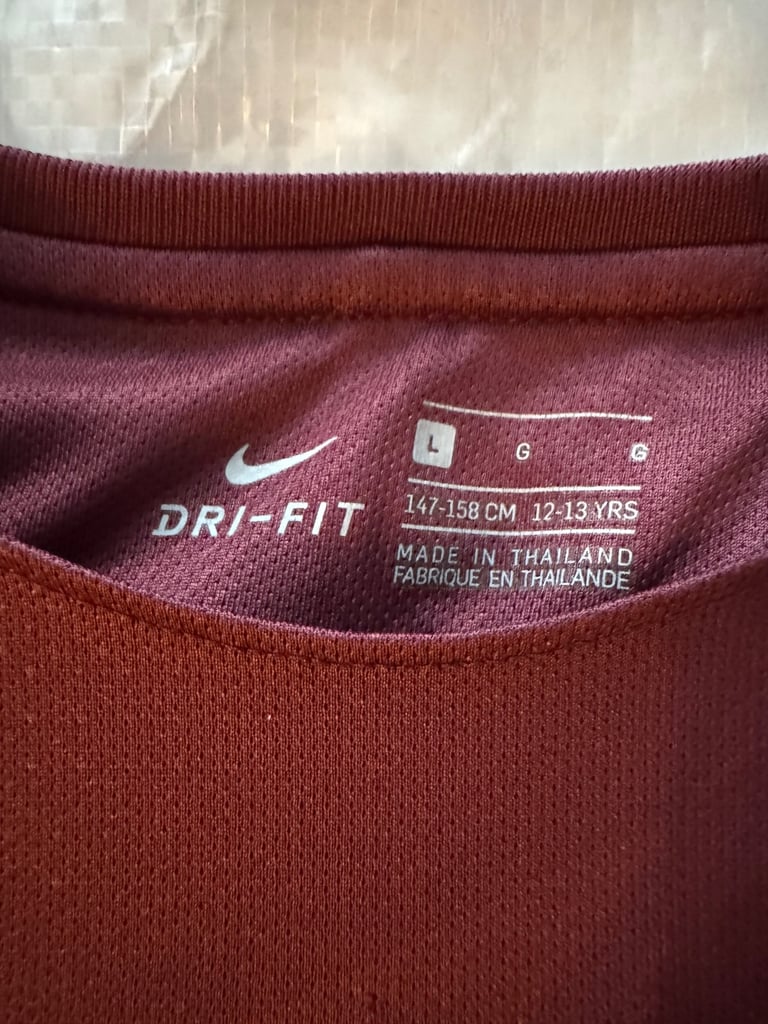 DRI-FIT
L G G
147-158 CM 12-13 YRS
MADE IN THAILAND
FABRIQUE EN THAILANDE